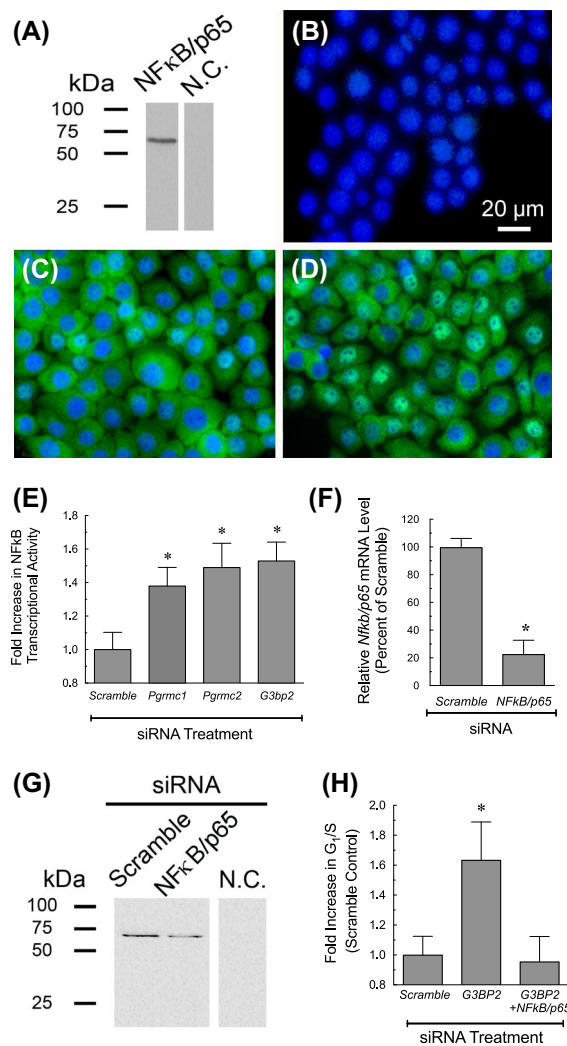 (A)
NFκB/p65
N.C.
kDa
100
75
50
25
(B)
20 µm
(C)
(D)
(E)
Fold Increase in NFkB
Transcriptional Activity
1.8
1.6
1.4
1.2
1.0
0.8
*
*
*
Scramble Pgrmc1 Pgrmc2 G3bp2
siRNA Treatment
(F)
Relative Nfkb/p65 mRNA Level
(Percent of Scramble)
120
100
80
60
40
20
0
*
Scramble NFkB/p65
siRNA
(G)
siRNA
Scramble
NFκB/p65
N.C.
kDa
100
75
50
25
(H)
Fold Increase in G1/S
(Scramble Control)
2.0
1.8
1.6
1.4
1.2
1.0
0.8
*
Scramble G3BP2 G3BP2
+NFkB/p65
siRNA Treatment